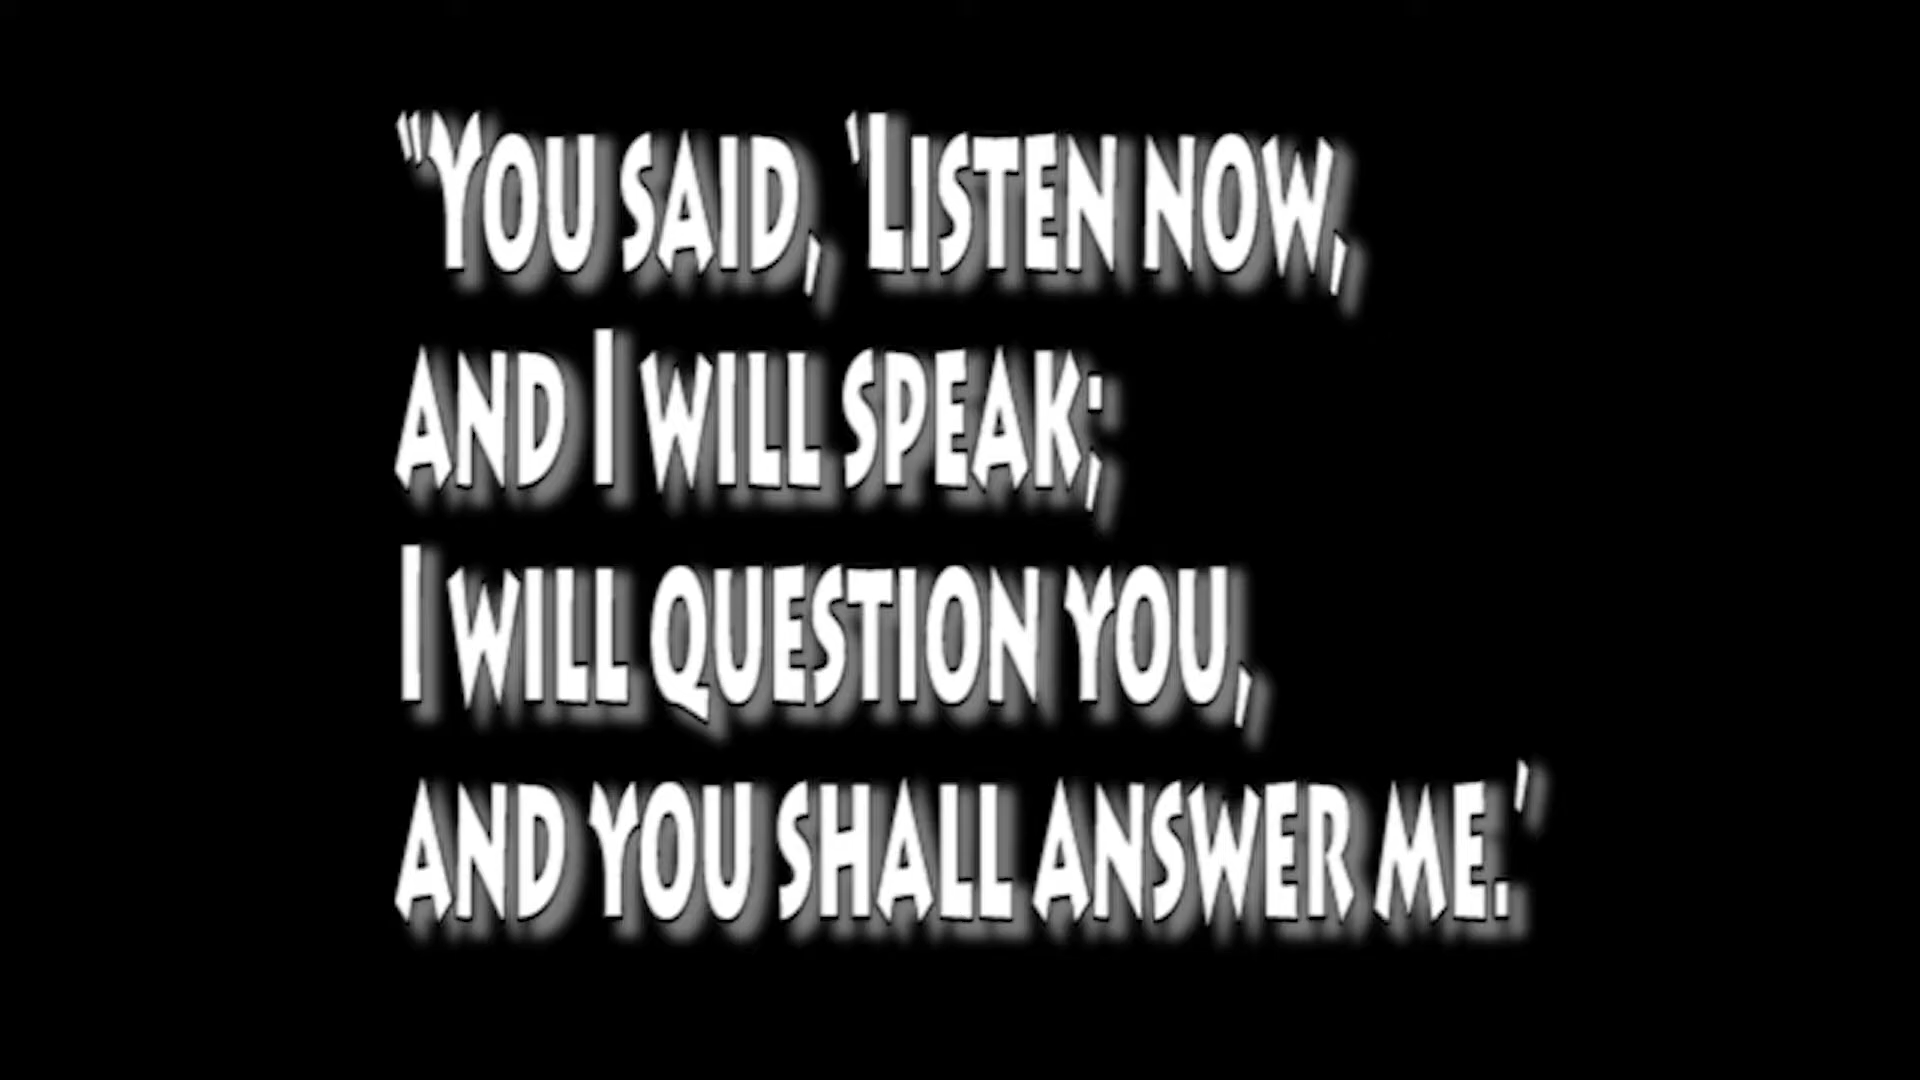 "You said, 'Listen now,
and I will speak;
I will question you,
and you shall answer me.'